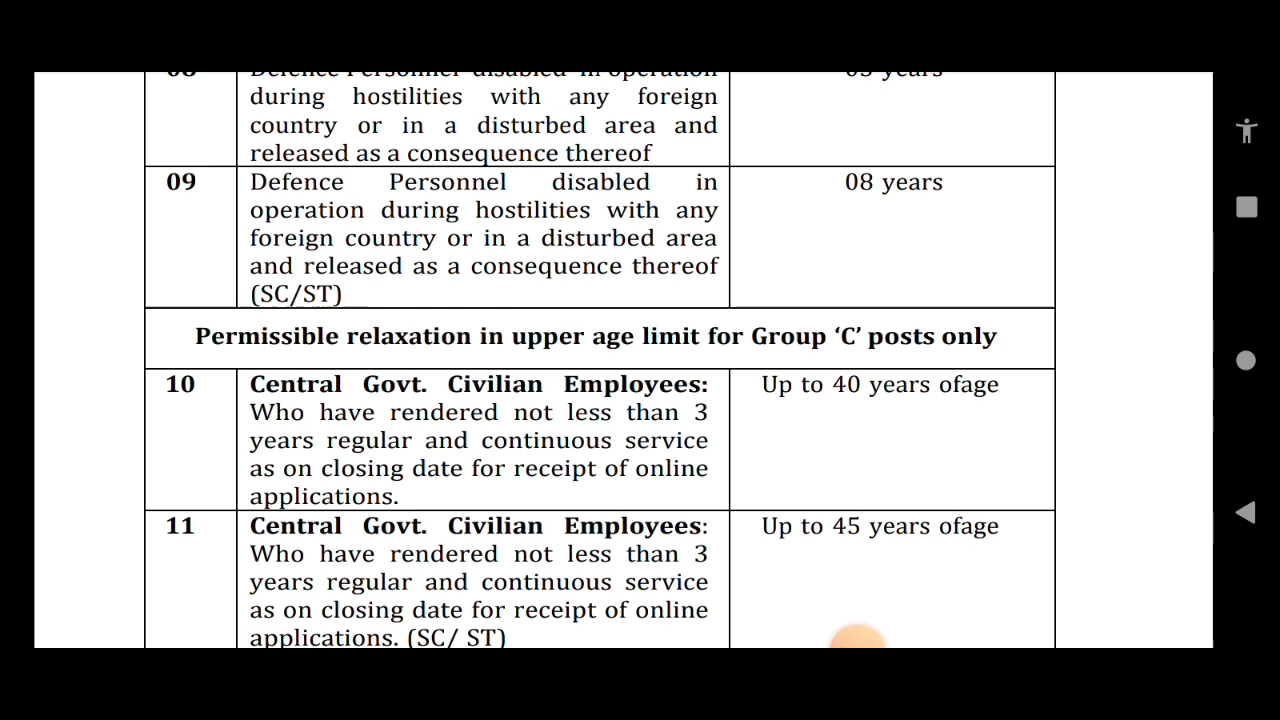 08
Defence Personnel disabled in operation
03 years
during hostilities with any foreign
country or in a disturbed area and
released as a consequence thereof
09
Defence Personnel disabled in
08 years
operation during hostilities with any
foreign country or in a disturbed area
and released as a consequence thereof
(SC/ST)
Permissible relaxation in upper age limit for Group ‘C’ posts only
10
Central Govt. Civilian Employees:
Up to 40 years ofage
Who have rendered not less than 3
years regular and continuous service
as on closing date for receipt of online
applications.
11
Central Govt. Civilian Employees:
Up to 45 years ofage
Who have rendered not less than 3
years regular and continuous service
as on closing date for receipt of online
applications. (SC/ ST)